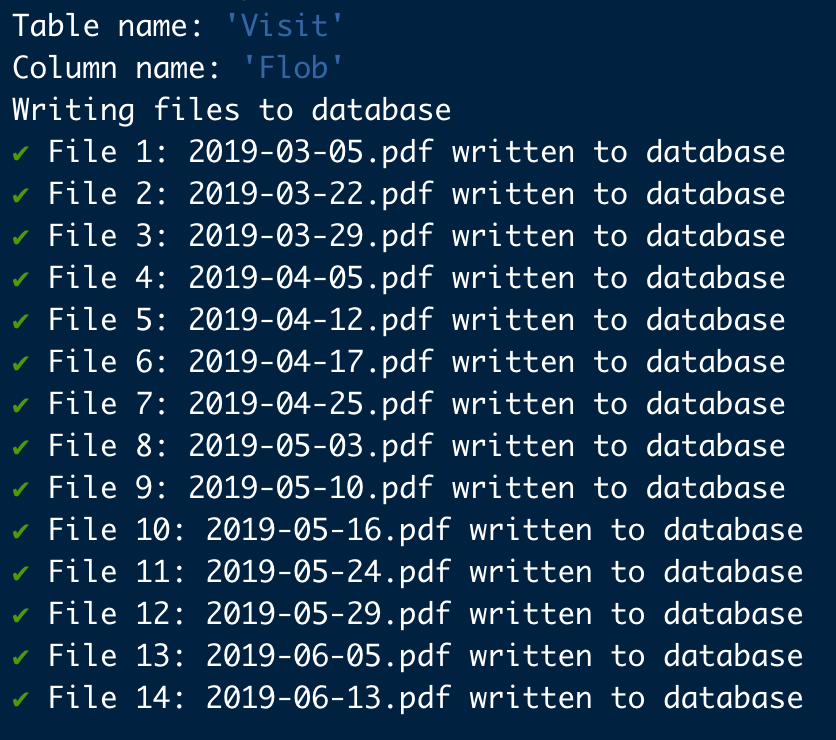 Table name: 'Visit'
Column name: 'Flob'
Writing files to database
✔ File 1: 2019-03-05.pdf written to database
✔ File 2: 2019-03-22.pdf written to database
✔ File 3: 2019-03-29.pdf written to database
✔ File 4: 2019-04-05.pdf written to database
✔ File 5: 2019-04-12.pdf written to database
✔ File 6: 2019-04-17.pdf written to database
✔ File 7: 2019-04-25.pdf written to database
✔ File 8: 2019-05-03.pdf written to database
✔ File 9: 2019-05-10.pdf written to database
✔ File 10: 2019-05-16.pdf written to database
✔ File 11: 2019-05-24.pdf written to database
✔ File 12: 2019-05-29.pdf written to database
✔ File 13: 2019-06-05.pdf written to database
✔ File 14: 2019-06-13.pdf written to database